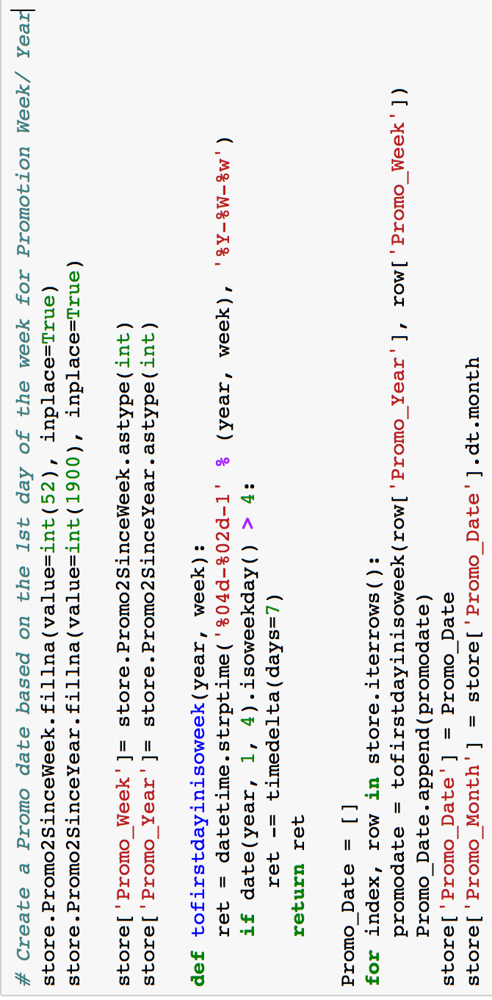 # Create a Promo date based on the 1st day of the week for Promotion Week/ Year
store.Promo2SinceWeek.fillna(value=int(52), inplace=True)
store.Promo2SinceYear.fillna(value=int(1900), inplace=True)

store['Promo_Week']= store.Promo2SinceWeek.astype(int)
store['Promo_Year']= store.Promo2SinceYear.astype(int)

def tofirstdayinisoweek(year, week):
    ret = datetime.strptime('%04d-%02d-1' % (year, week), '%Y-%W-%w')
    if date(year, 1, 4).isoweekday() > 4:
        ret -= timedelta(days=7)
    return ret

Promo_Date = []
for index, row in store.iterrows():
    promodate = tofirstdayinisoweek(row['Promo_Year'], row['Promo_Week'])
    Promo_Date.append(promodate)
store['Promo_Date'] = Promo_Date
store['Promo_Month'] = store['Promo_Date'].dt.month